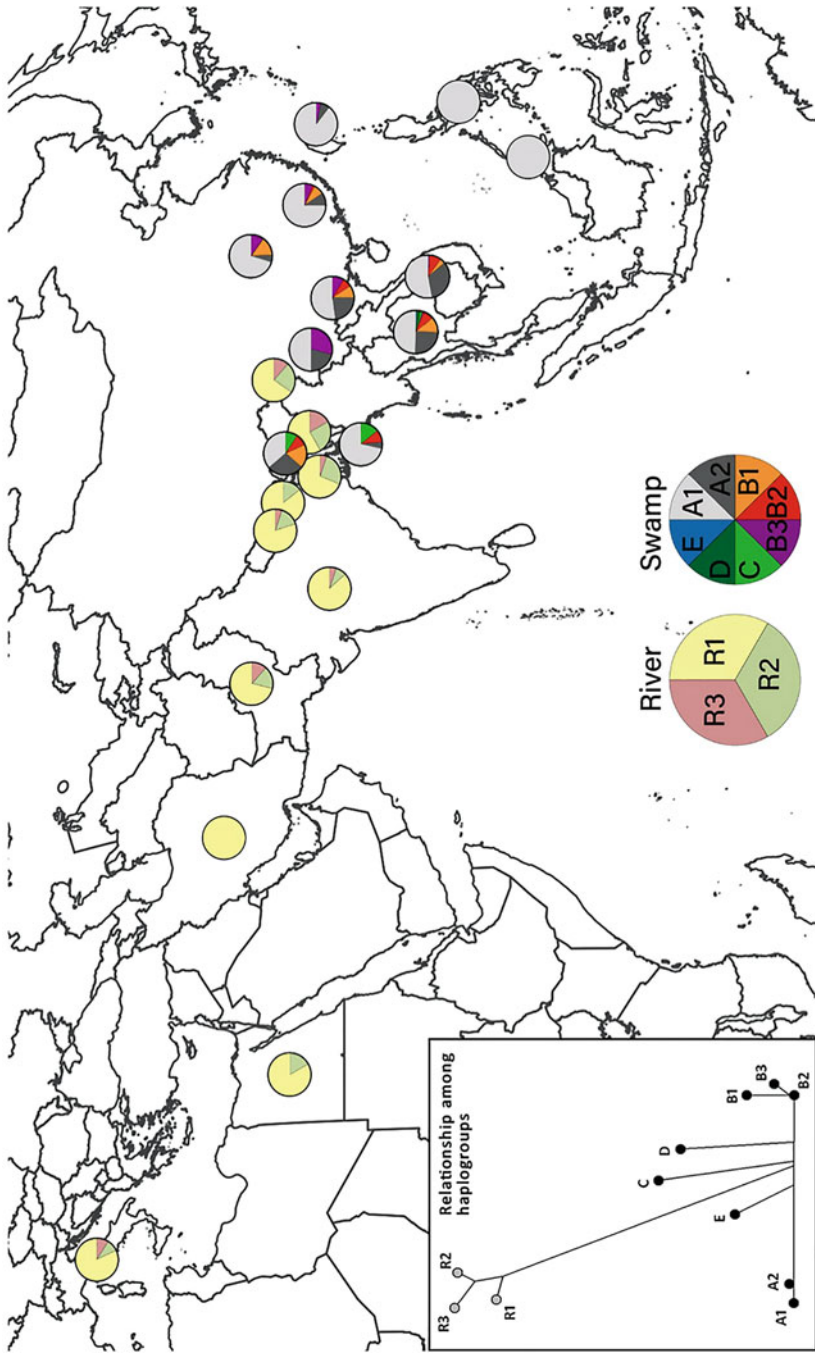 River
R3
R1
R2
Swamp
E
A1
D
A2
C
B1
B3
B2
Relationship among
haplogroups
R2
R3
R1
C
D
E
B1
B3
B2
A2
A1